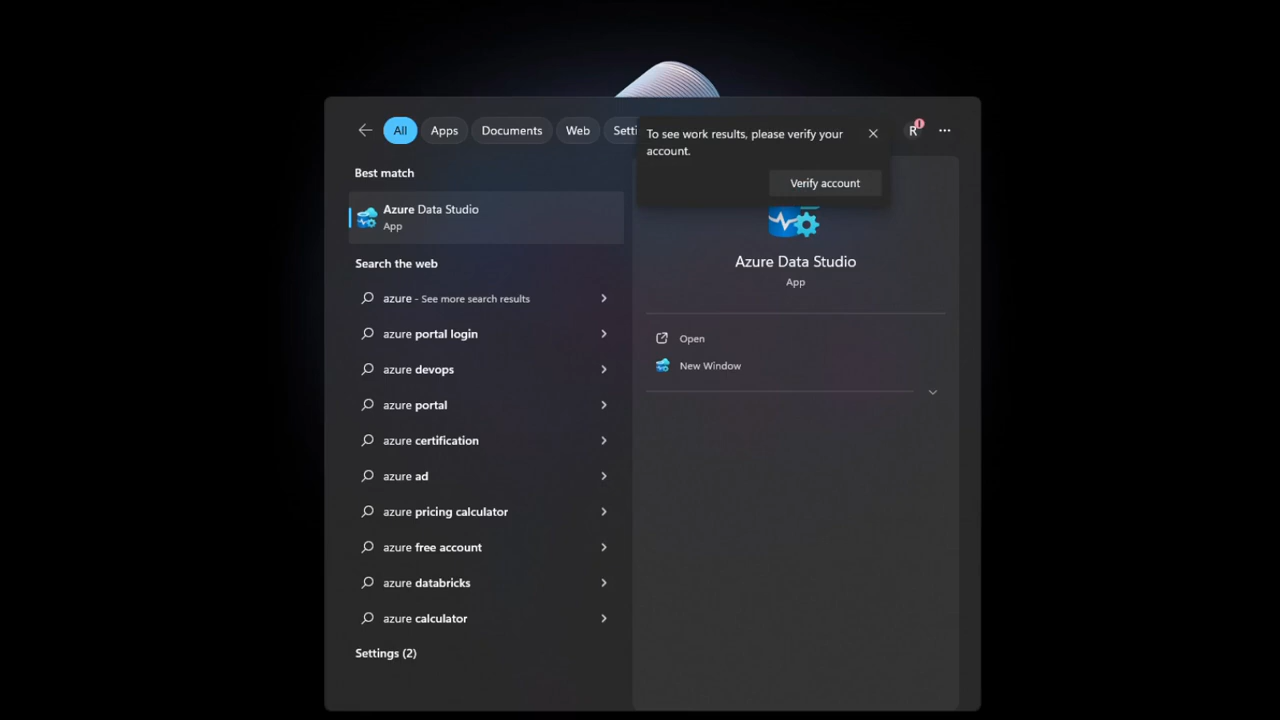 All
Apps
Documents
Web
Setti
To see work results, please verify your
account.
Verify account
R
Best match
Azure Data Studio
App
Search the web
azure - See more search results
azure portal login
azure devops
azure portal
azure certification
azure ad
azure pricing calculator
azure free account
azure databricks
azure calculator
Settings (2)
Azure Data Studio
App
Open
New Window